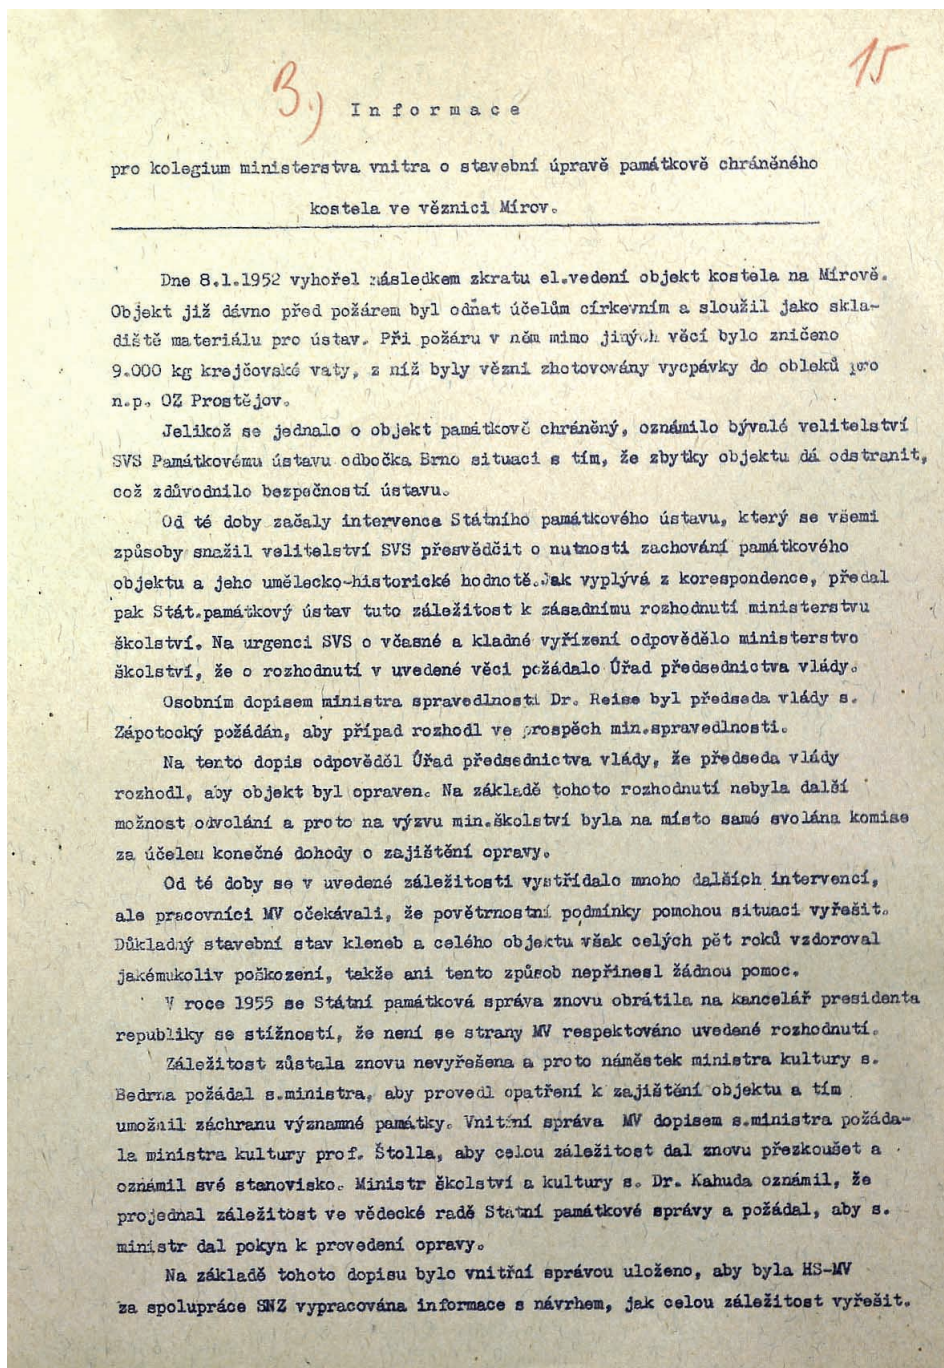 15
B.)
Informace
pro kolegium ministerstva vnitra o stavební úpravě památkově chráněného
kostela ve věznici Mírov.
Dne 8.1.1952 vyhořel následkem zkratu el.vedení objekt kostela na Mírově.
Objekt již dávno před požárem byl odňat účelům církevním a sloužil jako skla-
diště materiálu pro ústav. Při požáru v něm mimo jiných věcí bylo zničeno
9.000 kg krejčovské vaty, z níž byly vězni zhotovovány vycpávky do obleků pro
n.p. OZ Prostějov.
Jelikož se jednalo o objekt památkově chráněný, oznámilo bývalé velitelství
SVS Památkovému ústavu odbočka Brno situaci s tím, že zbytky objektu dá odstranit,
což zdůvodnilo bezpečností ústavu.
Od té doby začaly intervence Státního památkového ústavu, který se všemi
způsoby snažil velitelství SVS přesvědčit o nutnosti zachování památkového
objektu a jeho umělecko-historické hodnotě.Jak vyplývá z korespondence, předal
pak Stát.památkový ústav tuto záležitost k zásadnímu rozhodnutí ministerstvu
školství. Na urgenci SVS o včasné a kladné vyřízení odpovědělo ministerstvo
školství, že o rozhodnutí v uvedené věci požádalo Úřad předsednictva vlády.
Osobním dopisem ministra spravedlnosti Dr. Reise byl předseda vlády s.
Zápotocký požádán, aby případ rozhodl ve prospěch min.spravedlnosti.
Na tento dopis odpověděl Úřad předsednictva vlády, že předseda vlády
rozhodl, aby objekt byl opraven. Na základě tohoto rozhodnutí nebyla další
možnost odvolání a proto na výzvu min.školství byla na místo samé svolána komise
za účelem konečné dohody o zajištění opravy.
Od té doby se v uvedené záležitosti vystřídalo mnoho dalších intervencí,
ale pracovníci MV očekávali, že povětrnostní podmínky pomohou situaci vyřešit.
Důkladný stavební stav kleneb a celého objektu však celých pět roků vzdoroval
jakémukoliv poškození, takže ani tento způsob nepřinesl žádnou pomoc.
V roce 1955 se Státní památková správa znovu obrátila na kancelář presidenta
republiky se stížností, že není se strany MV respektováno uvedené rozhodnutí.
Záležitost zůstala znovu nevyřešena a proto náměstek ministra kultury s.
Bedrna požádal s.ministra, aby provedl opatření k zajištění objektu a tím
umožnil záchranu významné památky. Vnitřní správa MV dopisem s.ministra požáda-
la ministra kultury prof. Štolla, aby celou záležitost dal znovu přezkoušet a
oznámil své stanovisko. Ministr školství a kultury s. Dr. Kahuda oznámil, že
projednal záležitost ve vědecké radě Státní památkové správy a požádal, aby s.
ministr dal pokyn k provedení opravy.
Na základě tohoto dopisu bylo vnitřní správou uloženo, aby byla HS-MV
za spolupráce SNZ vypracována informace s návrhem, jak celou záležitost vyřešit.